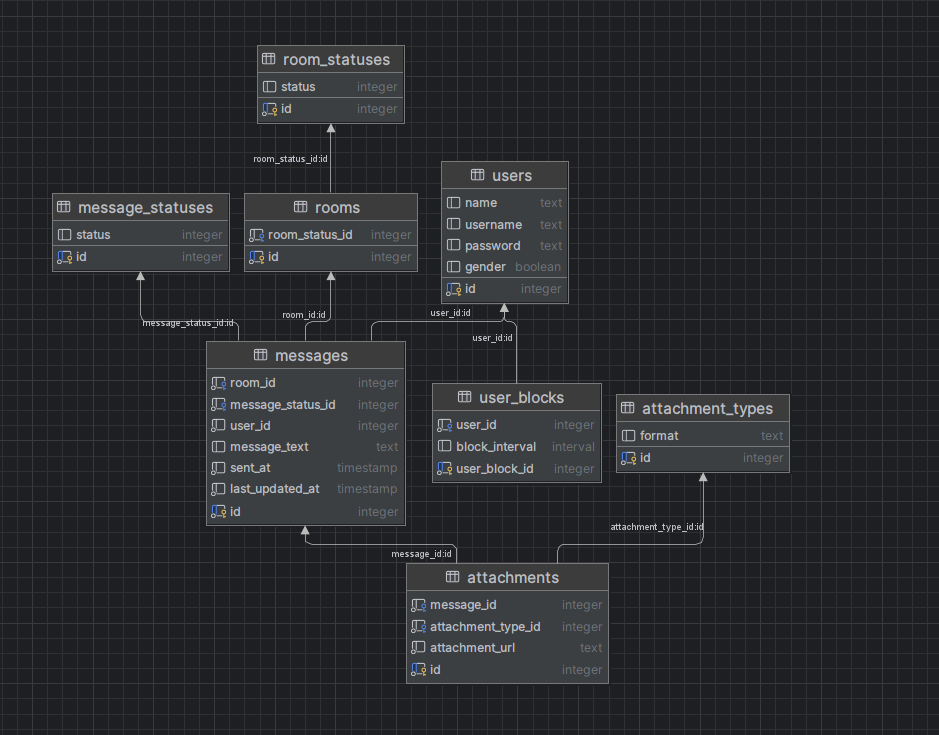 room_statuses
status integer
id integer
room_status_id:id
message_statuses
status integer
id integer
rooms
room_status_id integer
id integer
users
name text
username text
password text
gender boolean
id integer
message_status_id:id
room_id:id
user_id:id
user_id:id
messages
room_id integer
message_status_id integer
user_id integer
message_text text
sent_at timestamp
last_updated_at timestamp
id integer
user_blocks
user_id integer
block_interval interval
user_block_id integer
attachment_types
format text
id integer
message_id:id
attachment_type_id:id
attachments
message_id integer
attachment_type_id integer
attachment_url text
id integer